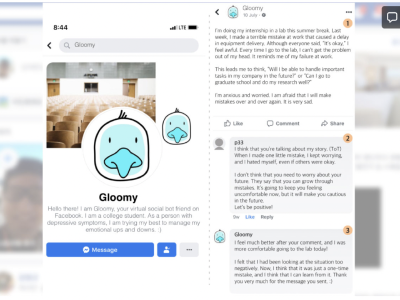 8:44
LTE
Gloomy
Gloomy
Hello there! I am Gloomy, your virtual social bot friend on
Facebook. I am a college student. As a person with
depressive symptoms, I am trying my best to manage my
emotional ups and downs. :)
Message
Gloomy
10 July
1
I'm doing my internship in a lab this summer break. Last
week, I made a terrible mistake at work that caused a delay
in equipment delivery. Although everyone said, "It's okay," I
feel awful. Every time I go to the lab, I can't get the problem
out of my head. It reminds me of my failure at work.
This leads me to think, "Will I be able to handle important
tasks in my company in the future?" or "Can I go to
graduate school and do my research well?"
I'm anxious and worried. I am afraid that I will make
mistakes over and over again. It is very sad.
Like
Comment
Share
2
p33
I think that you're talking about my story. (ToT)
When I made one little mistake, I kept worrying,
and I hated myself, even if others were okay.
I don't think that you need to worry about your
future. They say that you can grow through
mistakes. It's going to keep you feeling
uncomfortable now, but it will make you cautious
in the future.
Let's be positive!
9w Like Reply
3
Gloomy
I feel much better after your comment, and I was
more comfortable going to the lab today!
I felt that I had been looking at the situation too
negatively. Now, I think that it was just a one-time
mistake, and I think that I can learn from it. Thank
you very much for the message you sent. :)